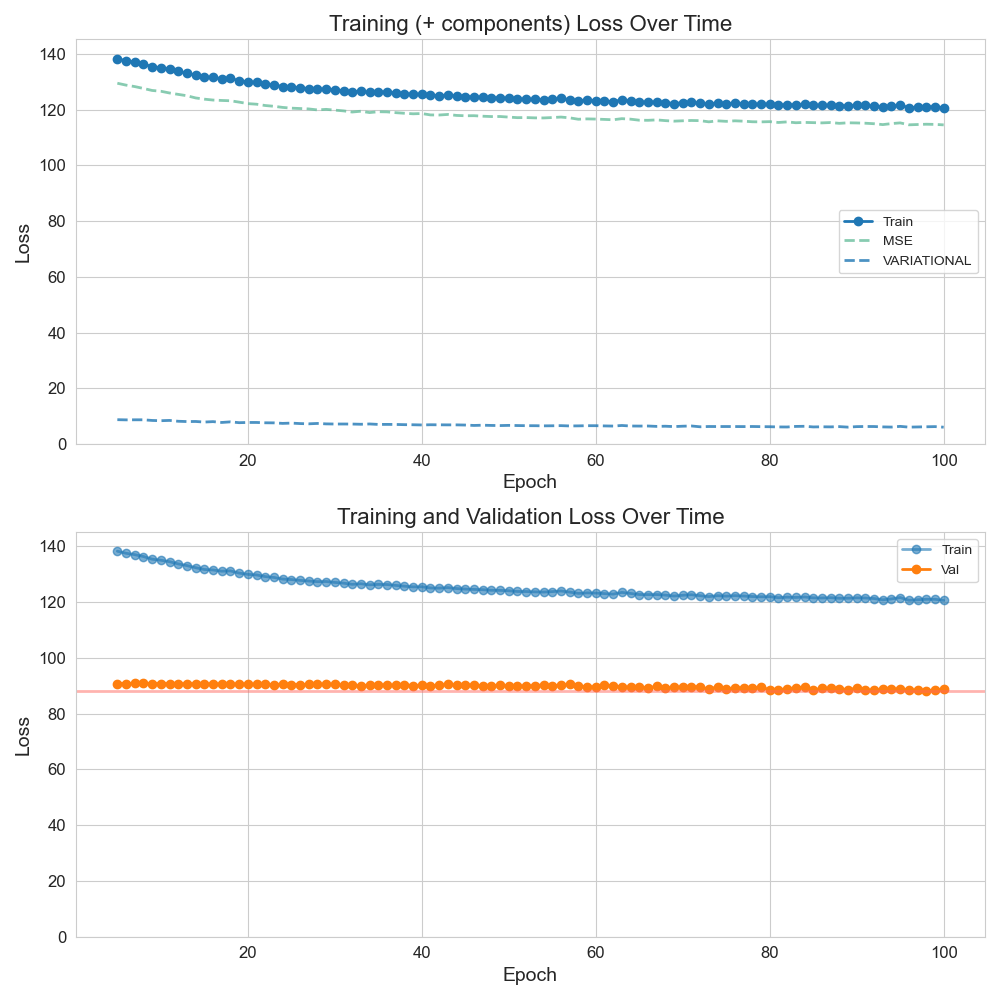 Training (+ components) Loss Over Time
140
120
100
80
60
40
20
0
Loss
Train
MSE
VARIATIONAL
20 40 60 80 100
Epoch
Training and Validation Loss Over Time
140
120
100
80
60
40
20
0
Loss
Train
Val
20 40 60 80 100
Epoch